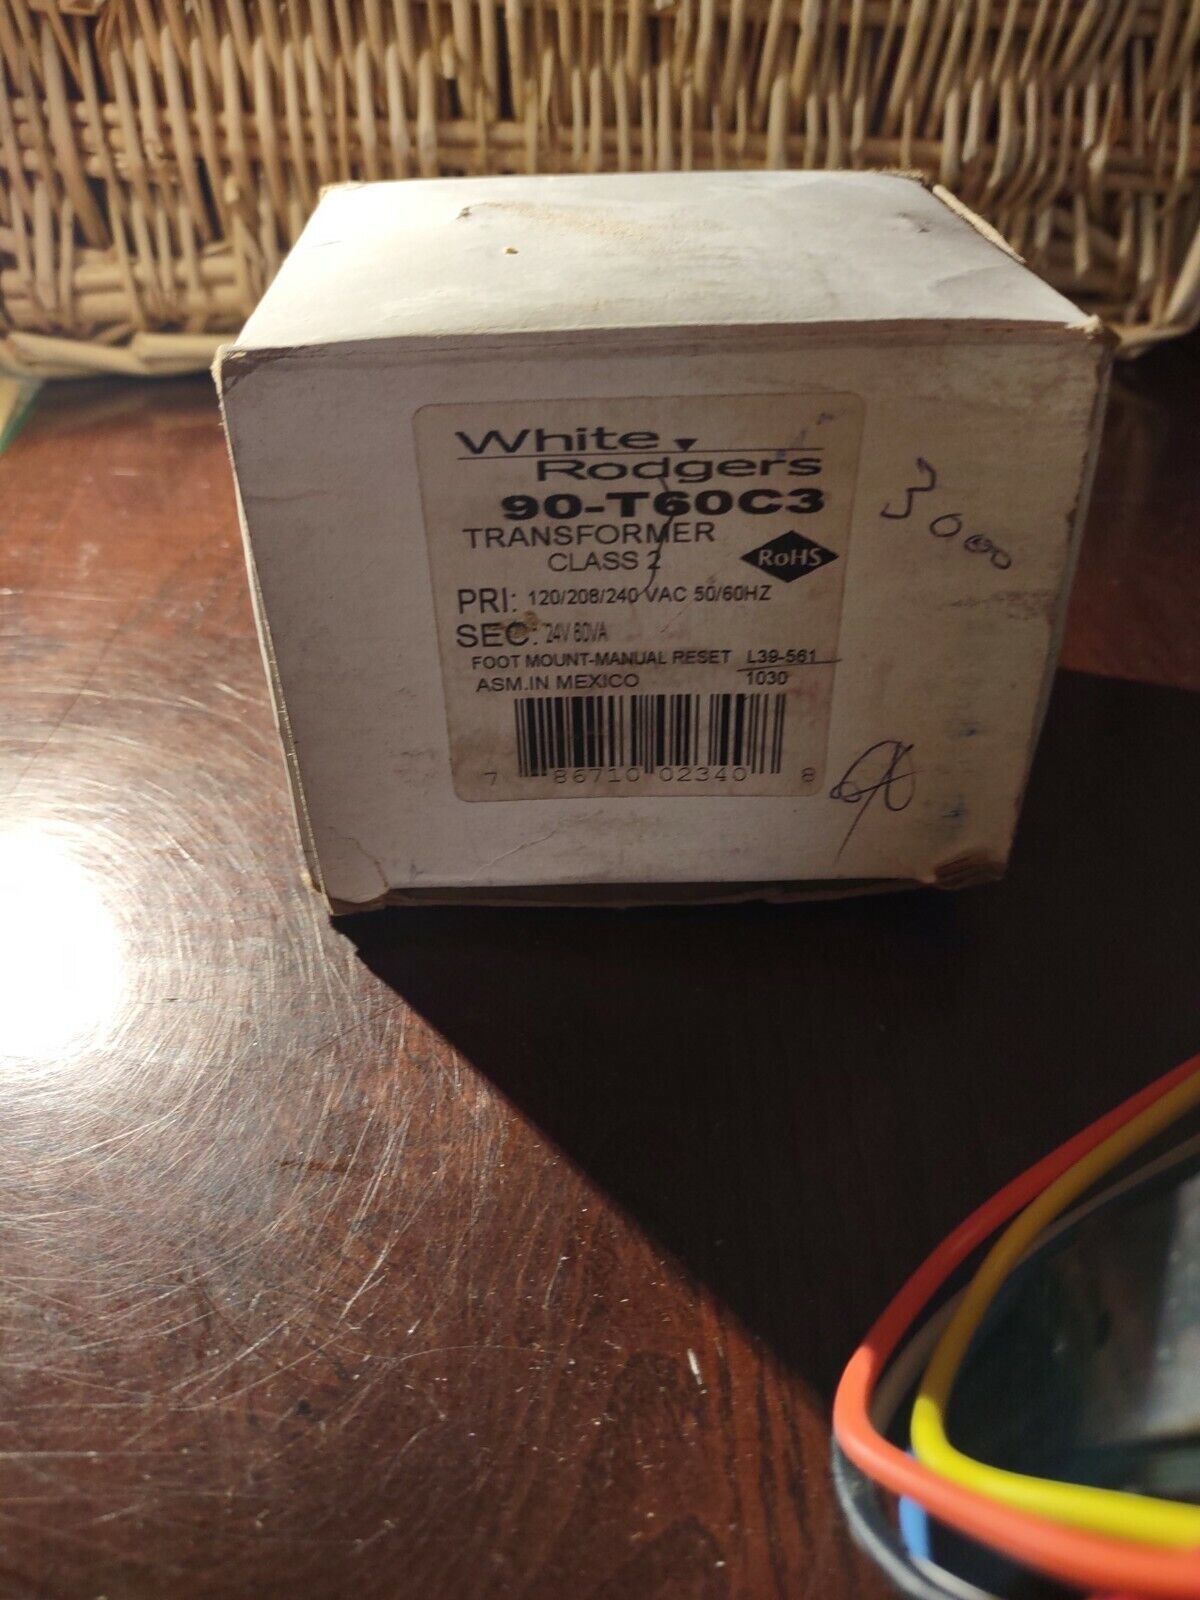 White
Rodgers
90-T60C3
TRANSFORMER
CLASS 2
RoHS
PRI: 120/208/240 VAC 50/60HZ
SEC: 24V 60VA
FOOT MOUNT-MANUAL RESET L39-561
ASM.IN MEXICO 1030
7 86710 02340 8